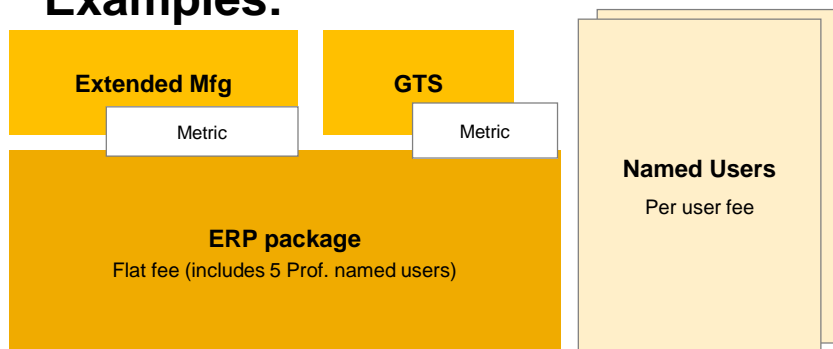 Examples:
Extended Mfg
GTS
Metric
Metric
Named Users
Per user fee
ERP package
Flat fee (includes 5 Prof. named users)